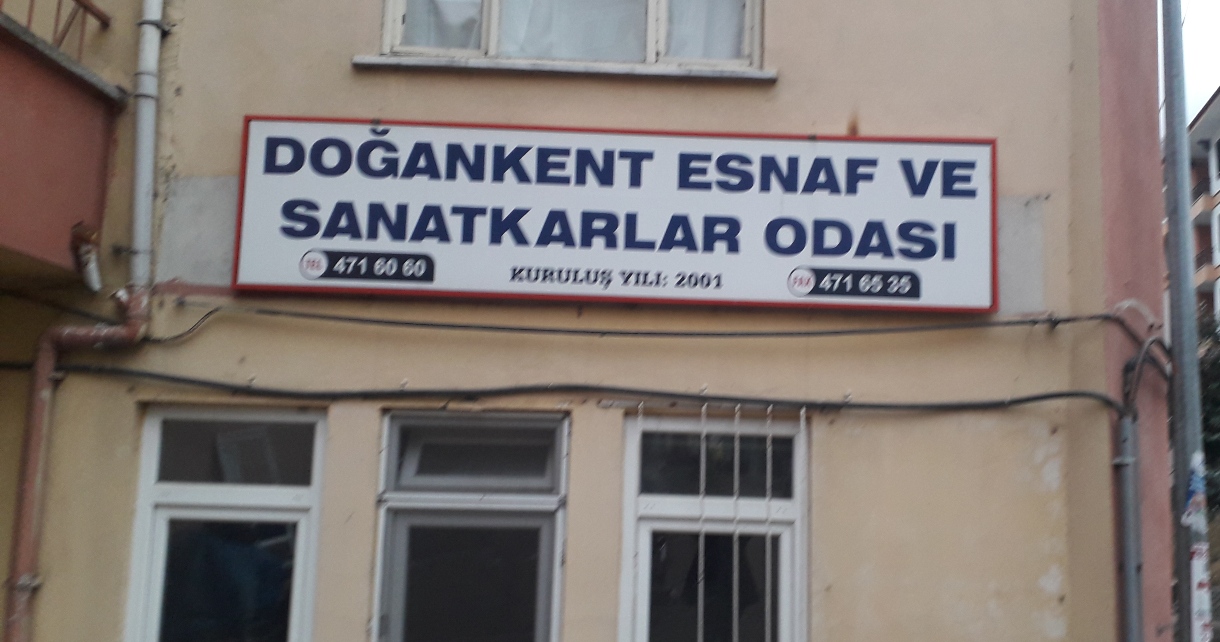 DOĞANKENT ESNAF VE
SANATKARLAR ODASI
TEL 471 60 60 KURULUŞ YILI: 2001 FAX 471 65 35